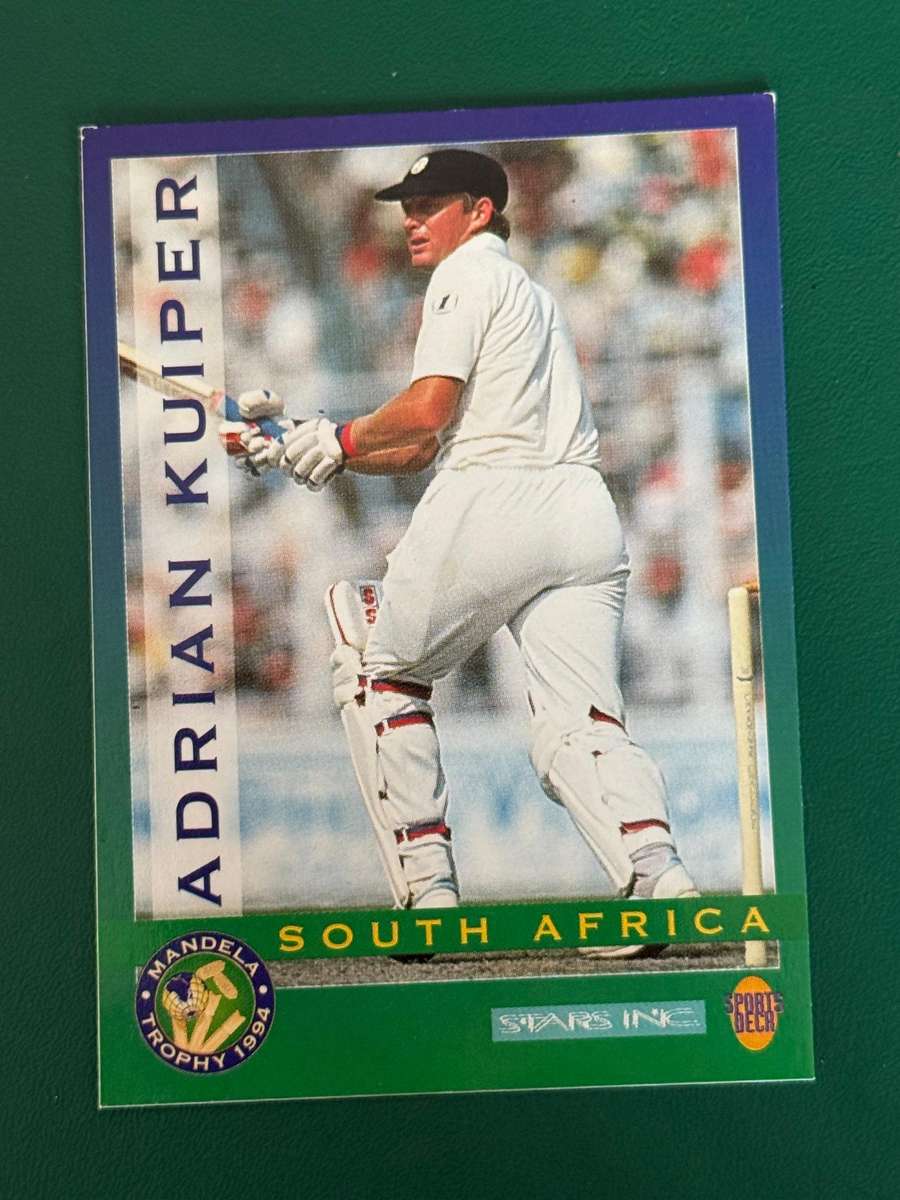 ADRIAN KUIPER
SOUTH AFRICA
• MANDELA •
TROPHY 1994
STARS INC.
SPORTS
DECK